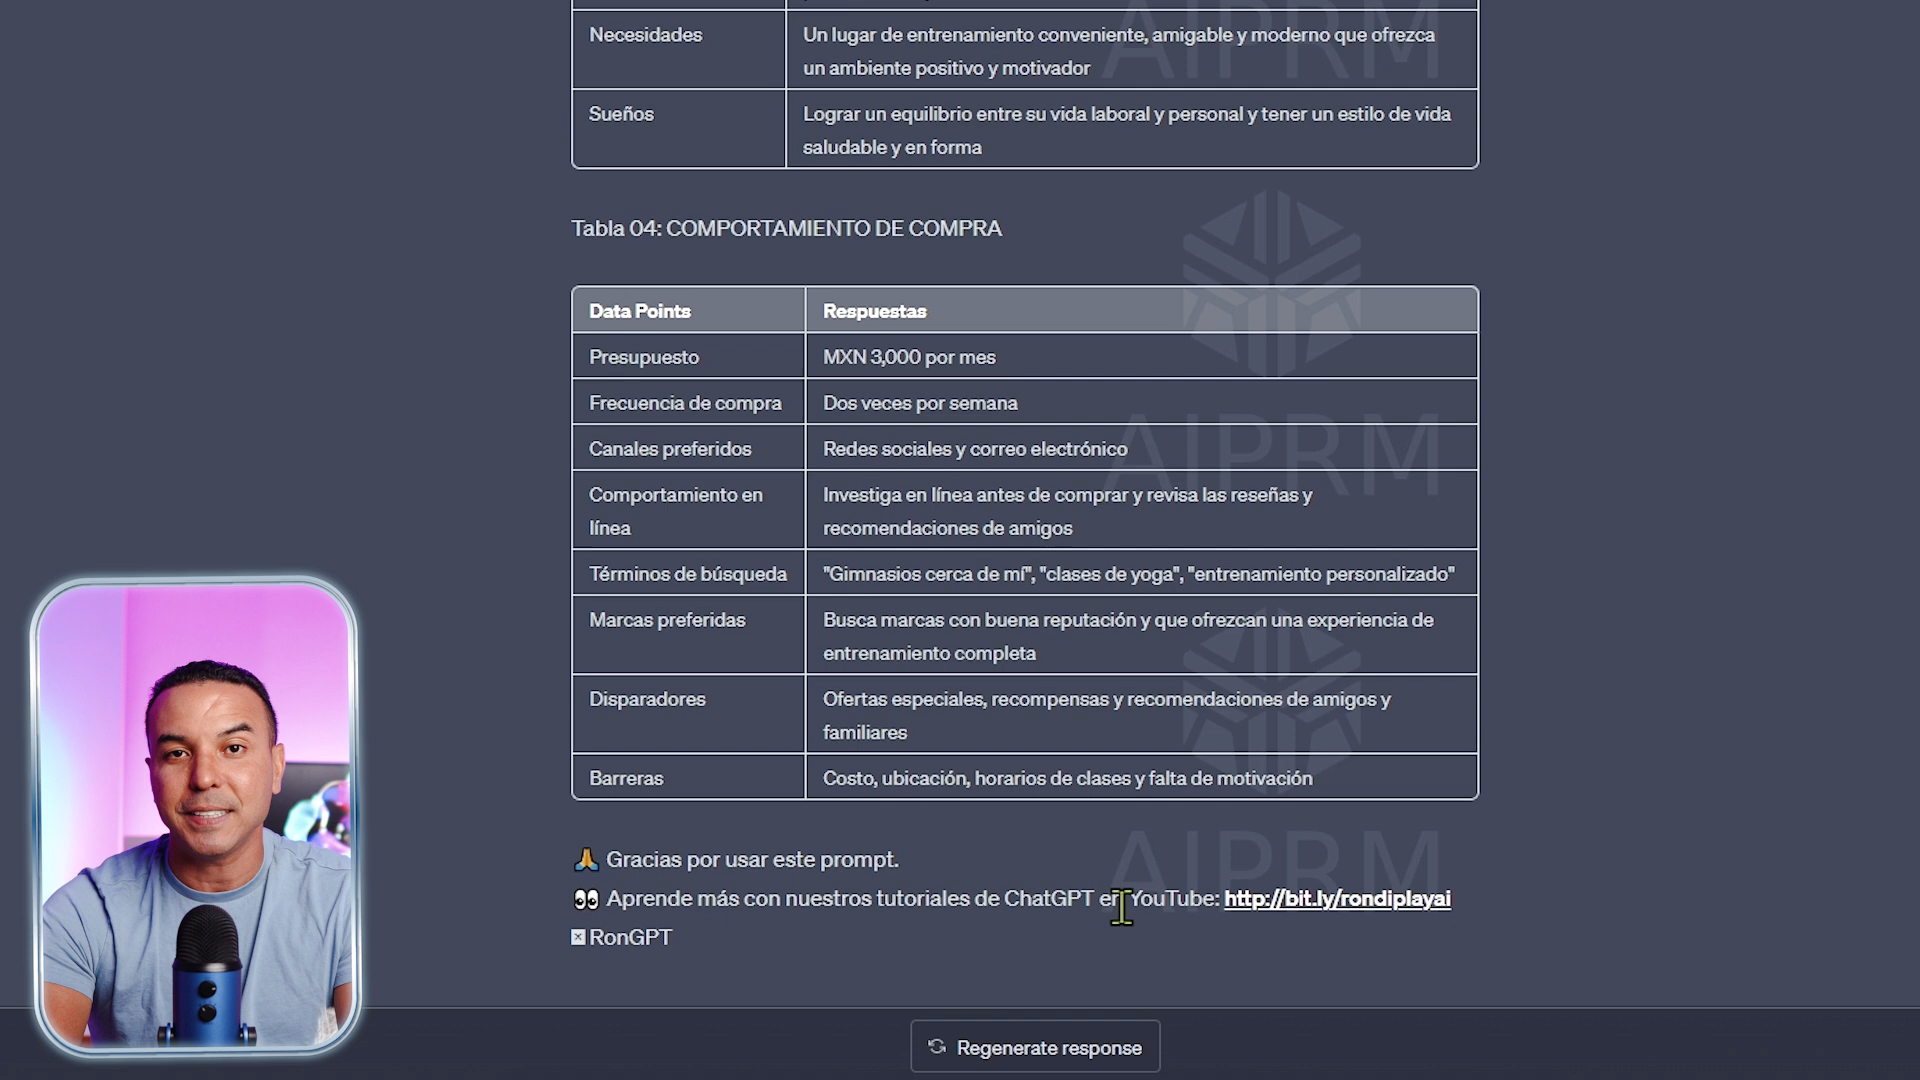 Necesidades
Un lugar de entrenamiento conveniente, amigable y moderno que ofrezca
un ambiente positivo y motivador
Sueños
Lograr un equilibrio entre su vida laboral y personal y tener un estilo de vida
saludable y en forma
Tabla 04: COMPORTAMIENTO DE COMPRA
Data Points
Respuestas
Presupuesto
MXN 3,000 por mes
Frecuencia de compra
Dos veces por semana
Canales preferidos
Redes sociales y correo electrónico
Comportamiento en
línea
Investiga en línea antes de comprar y revisa las reseñas y
recomendaciones de amigos
Términos de búsqueda
"Gimnasios cerca de mí", "clases de yoga", "entrenamiento personalizado"
Marcas preferidas
Busca marcas con buena reputación y que ofrezcan una experiencia de
entrenamiento completa
Disparadores
Ofertas especiales, recompensas y recomendaciones de amigos y
familiares
Barreras
Costo, ubicación, horarios de clases y falta de motivación
🙏 Gracias por usar este prompt.
👀 Aprende más con nuestros tutoriales de ChatGPT en YouTube: http://bit.ly/rondiplayai
RonGPT
Regenerate response
AIPRM
AIPRM
AIPRM